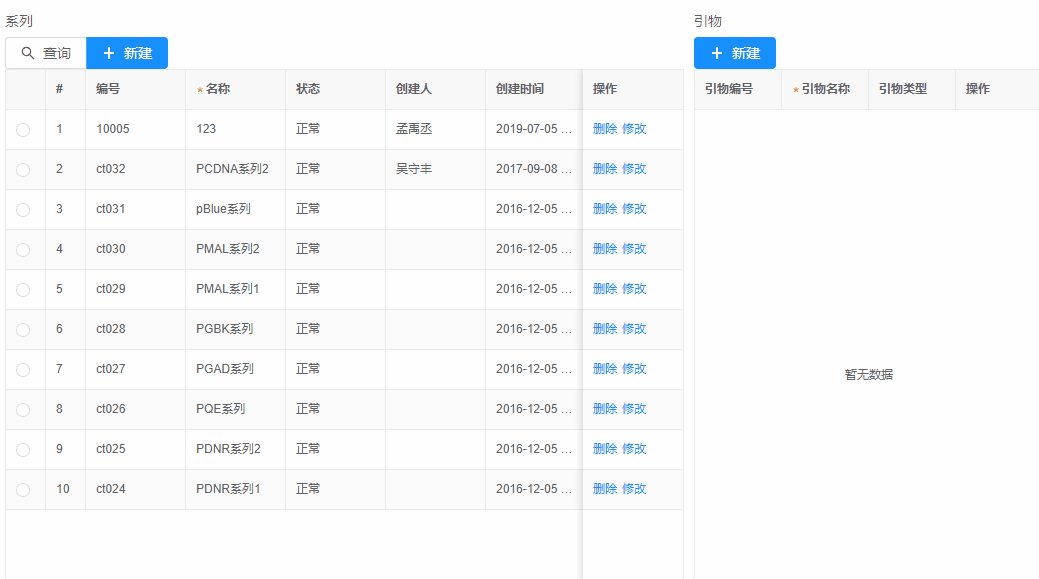 系列
查询 + 新建
# 编号 *名称 状态 创建人 创建时间 操作
1 10005 123 正常 孟禹丞 2019-07-05 ... 删除 修改
2 ct032 PCDNA系列2 正常 吴守丰 2017-09-08 ... 删除 修改
3 ct031 pBlue系列 正常 2016-12-05 ... 删除 修改
4 ct030 PMAL系列2 正常 2016-12-05 ... 删除 修改
5 ct029 PMAL系列1 正常 2016-12-05 ... 删除 修改
6 ct028 PGBK系列 正常 2016-12-05 ... 删除 修改
7 ct027 PGAD系列 正常 2016-12-05 ... 删除 修改
8 ct026 PQE系列 正常 2016-12-05 ... 删除 修改
9 ct025 PDNR系列2 正常 2016-12-05 ... 删除 修改
10 ct024 PDNR系列1 正常 2016-12-05 ... 删除 修改
引物
+ 新建
引物编号 *引物名称 引物类型 操作
暂无数据